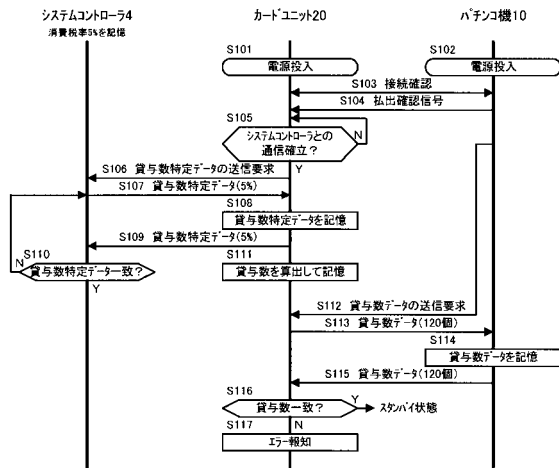 システムコントローラ4 カードユニット20 パチンコ機10
消費税率5%を記憶
S101 S102
電源投入 電源投入
S103 接続確認
S104 払出確認信号
S105
システムコントローラとの
通信確立？
N
Y
S106 貸与数特定データの送信要求
S107 貸与数特定データ(5%)
S108
貸与数特定データを記憶
S109 貸与数特定データ(5%)
S110 S111
N
貸与数特定データ一致？ 貸与数を算出して記憶
Y
S112 貸与数データの送信要求
S113 貸与数データ(120個)
S114
貸与数データを記憶
S115 貸与数データ(120個)
S116
貸与数一致？ Y スタンバイ状態
S117 N
エラー報知